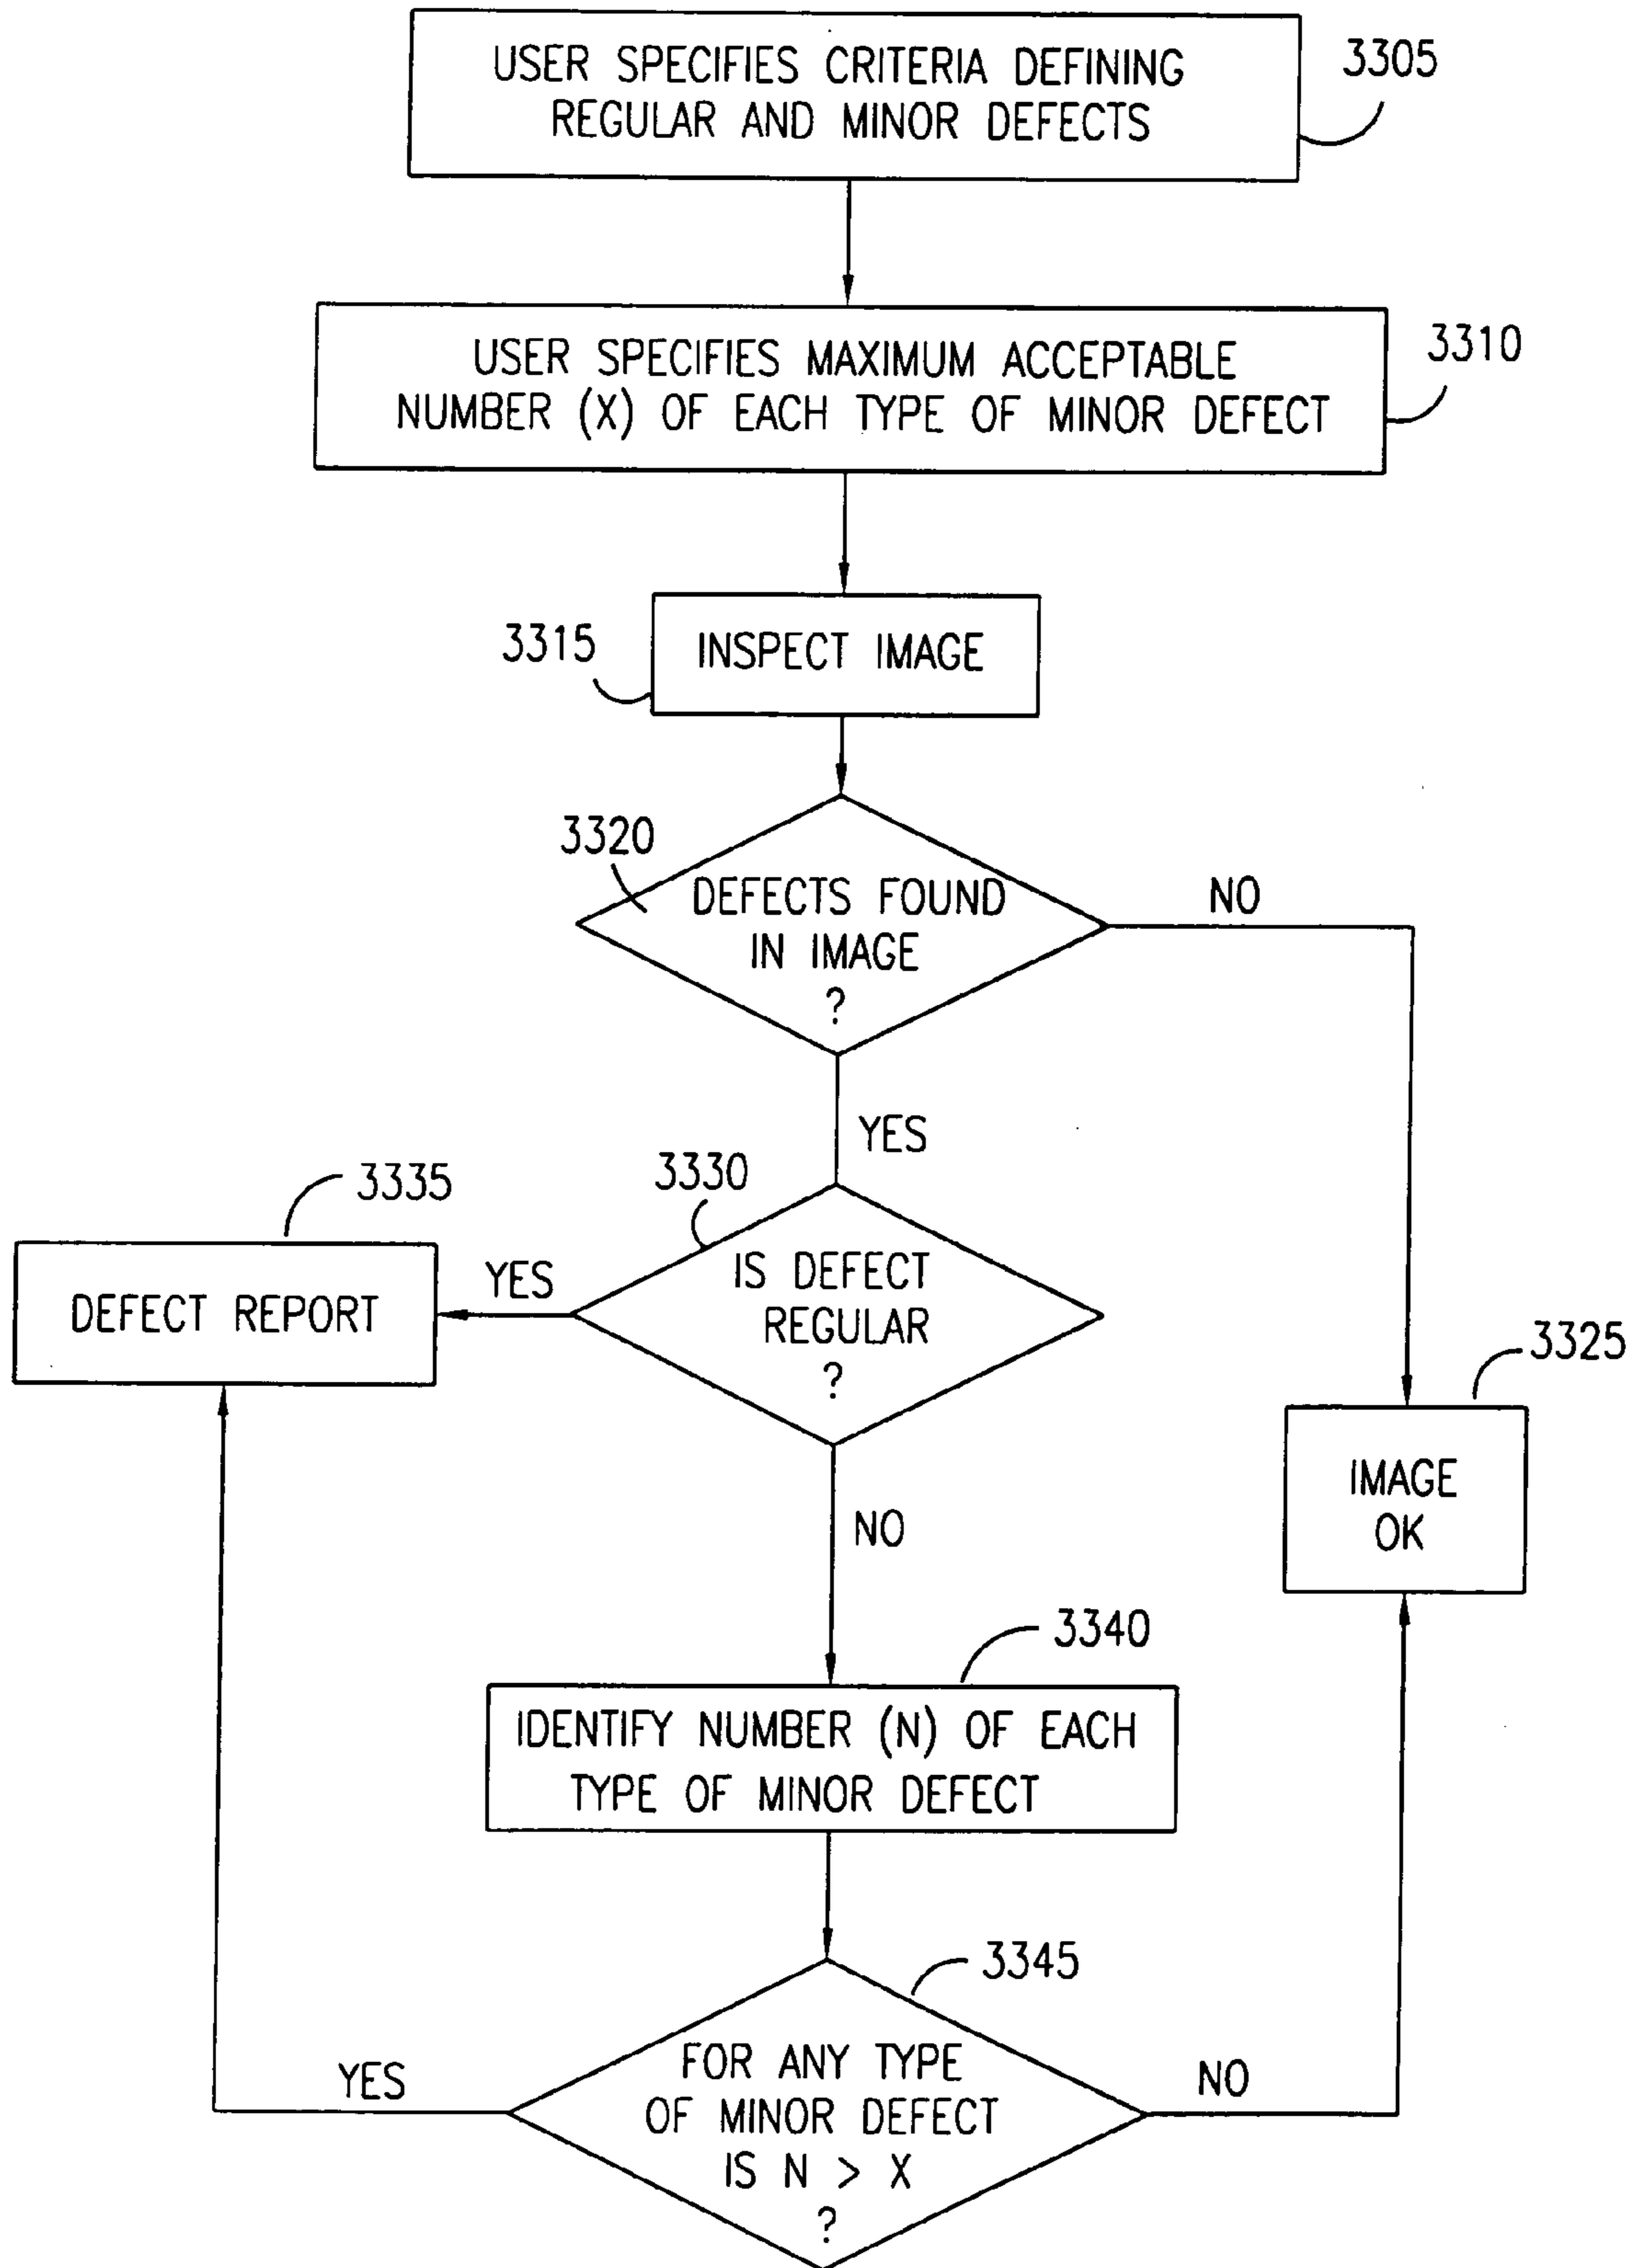 USER SPECIFIES CRITERIA DEFINING
REGULAR AND MINOR DEFECTS
3305
USER SPECIFIES MAXIMUM ACCEPTABLE
NUMBER (X) OF EACH TYPE OF MINOR DEFECT
3310
3315
INSPECT IMAGE
3320
DEFECTS FOUND
IN IMAGE
?
NO
YES
3335
3330
DEFECT REPORT
YES
IS DEFECT
REGULAR
?
3325
IMAGE
OK
NO
3340
IDENTIFY NUMBER (N) OF EACH
TYPE OF MINOR DEFECT
3345
YES
FOR ANY TYPE
OF MINOR DEFECT
IS N > X
?
NO